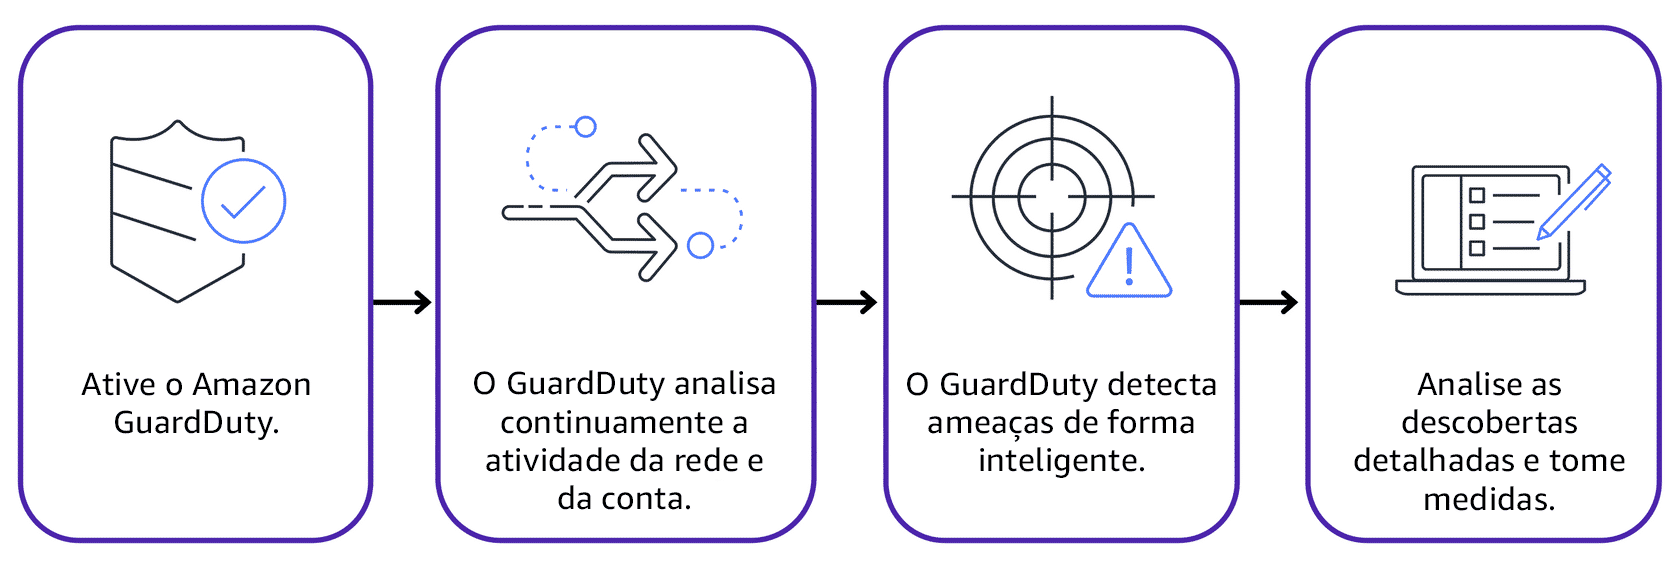 Ative o Amazon
GuardDuty.
O GuardDuty analisa
continuamente a
atividade da rede e
da conta.
O GuardDuty detecta
ameaças de forma
inteligente.
Analise as
descobertas
detalhadas e tome
medidas.